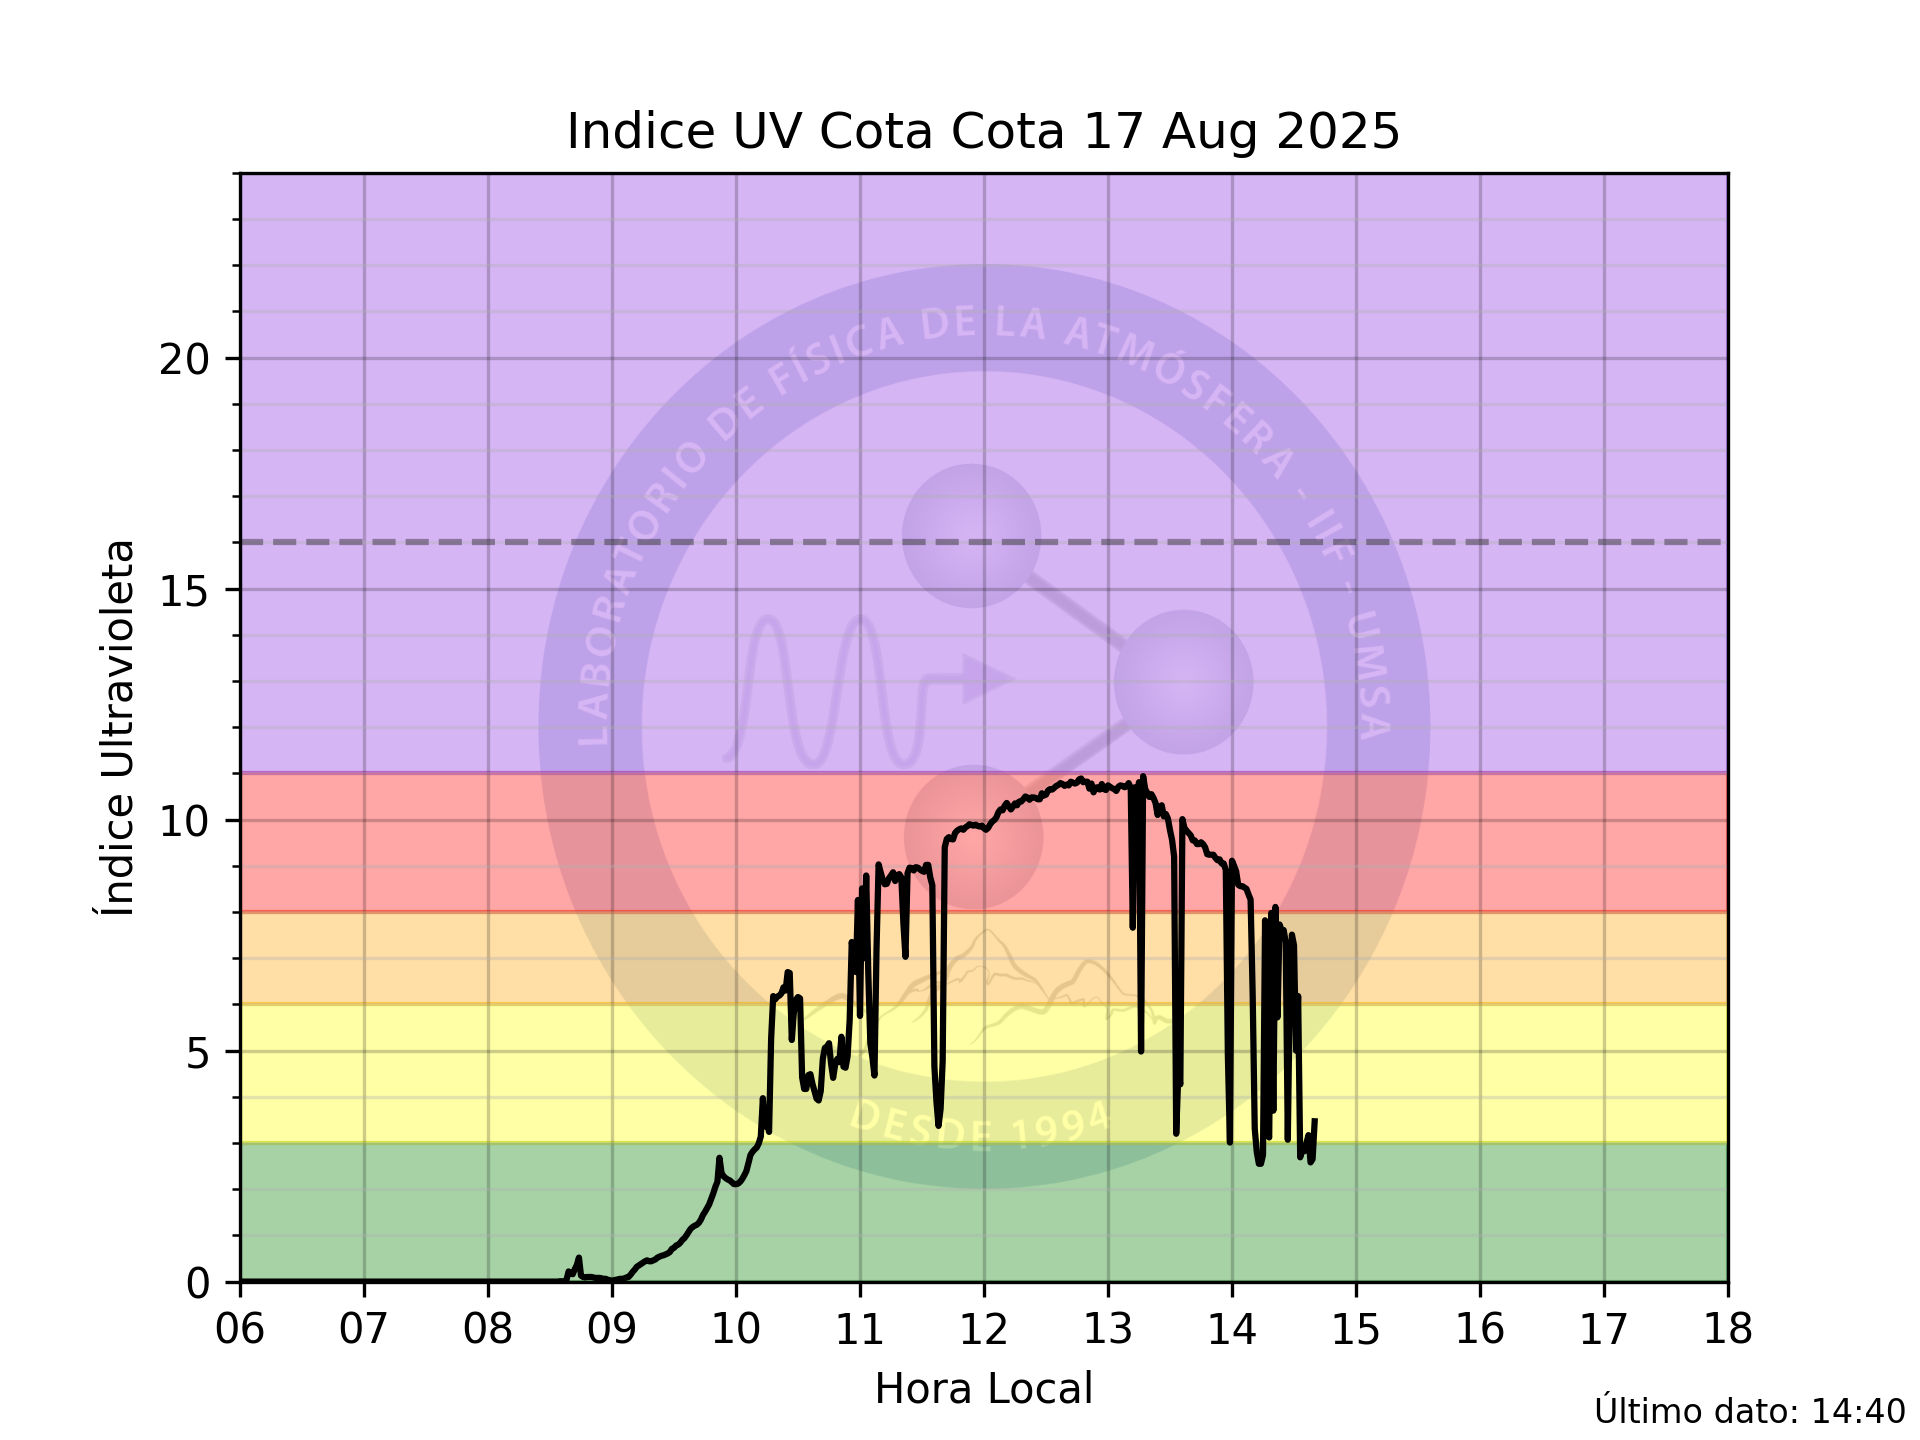 Indice UV Cota Cota 17 Aug 2025
LABORATORIO DE FÍSICA DE LA ATMÓSFERA - IIF - UMSA
DESDE 1994
Índice Ultravioleta
20
15
10
5
0
06 07 08 09 10 11 12 13 14 15 16 17 18
Hora Local
Último dato: 14:40